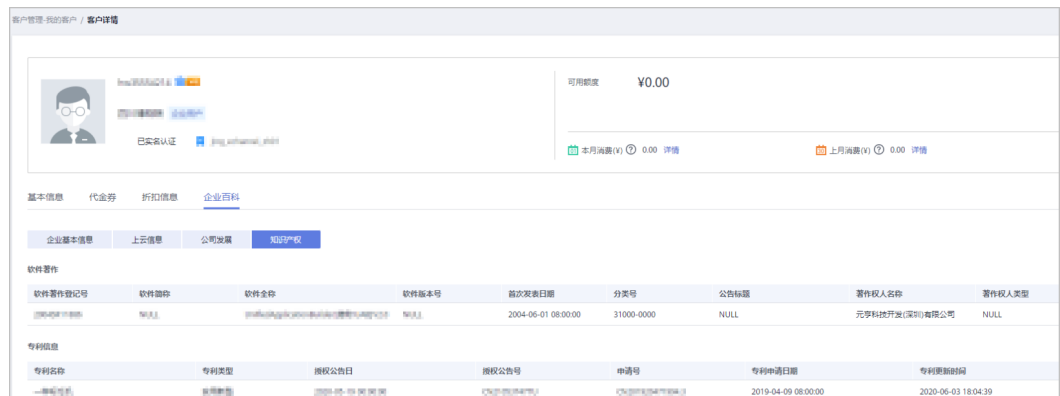 客户管理-我的客户 / 客户详情
企业用户
已实名认证
可用额度 ¥0.00
本月消费(¥) ? 0.00 详情
上月消费(¥) ? 0.00 详情
基本信息 代金券 折扣信息 企业百科
企业基本信息 上云信息 公司发展 知识产权
软件著作
软件著作登记号 软件简称 软件全称 软件版本号 首次发表日期 分类号 公告标题 著作权人名称 著作权人类型
NULL NULL 2004-06-01 08:00:00 31000-0000 NULL 元亨科技开发(深圳)有限公司 NULL
专利信息
专利名称 专利类型 授权公告日 授权公告号 申请号 专利申请日期 专利更新时间
2019-04-09 08:00:00 2020-06-03 18:04:39